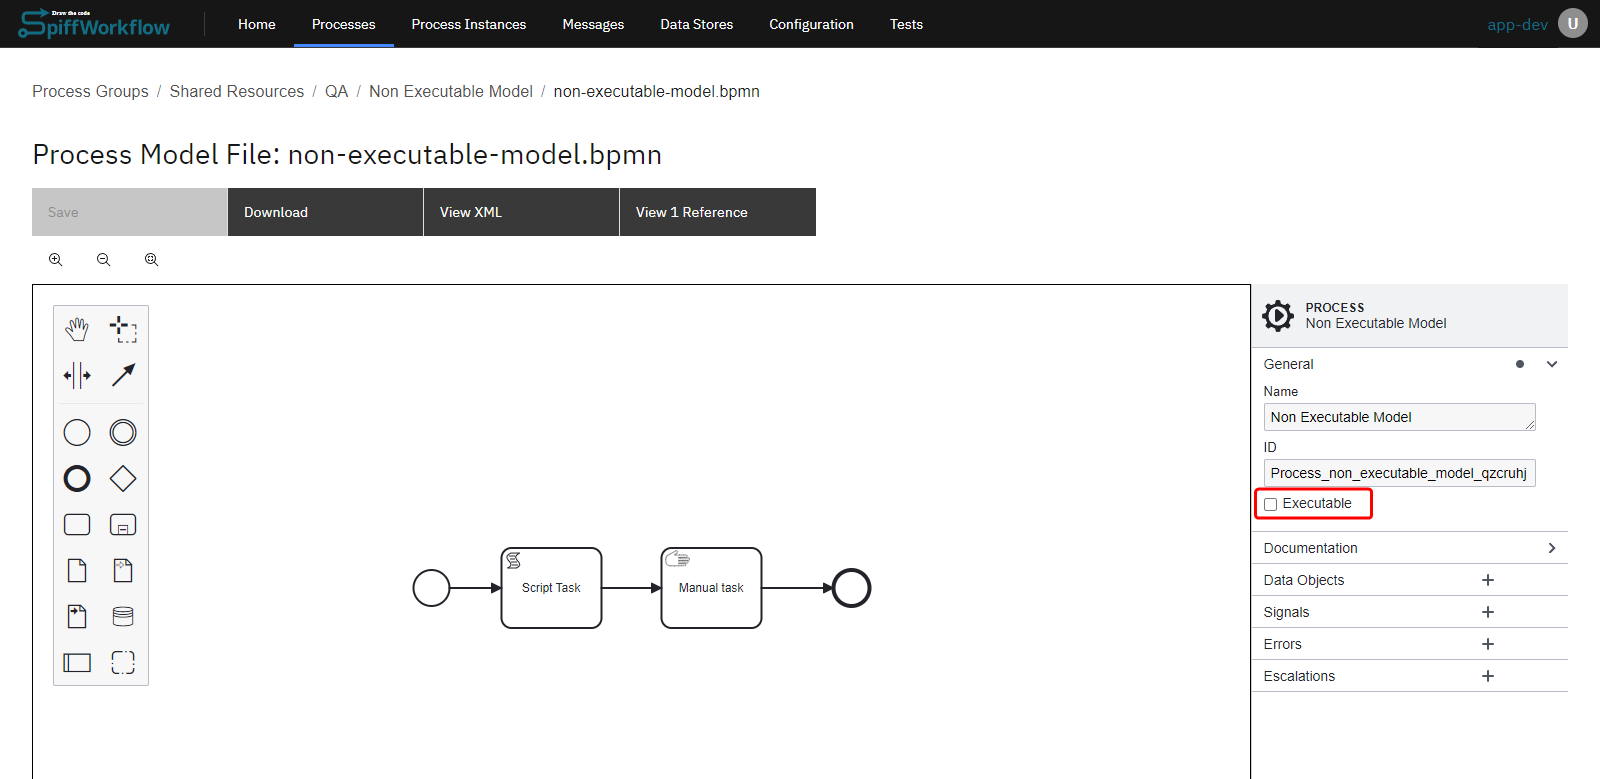 Draw the code
SpiffWorkflow
Home
Processes
Process Instances
Messages
Data Stores
Configuration
Tests
app-dev
U
Process Groups / Shared Resources / QA / Non Executable Model / non-executable-model.bpmn
Process Model File: non-executable-model.bpmn
Save
Download
View XML
View 1 Reference
PROCESS
Non Executable Model
General
Name
Non Executable Model
ID
Process_non_executable_model_qzcruhj
Executable
Documentation
Data Objects
Signals
Errors
Escalations
Script Task
Manual task